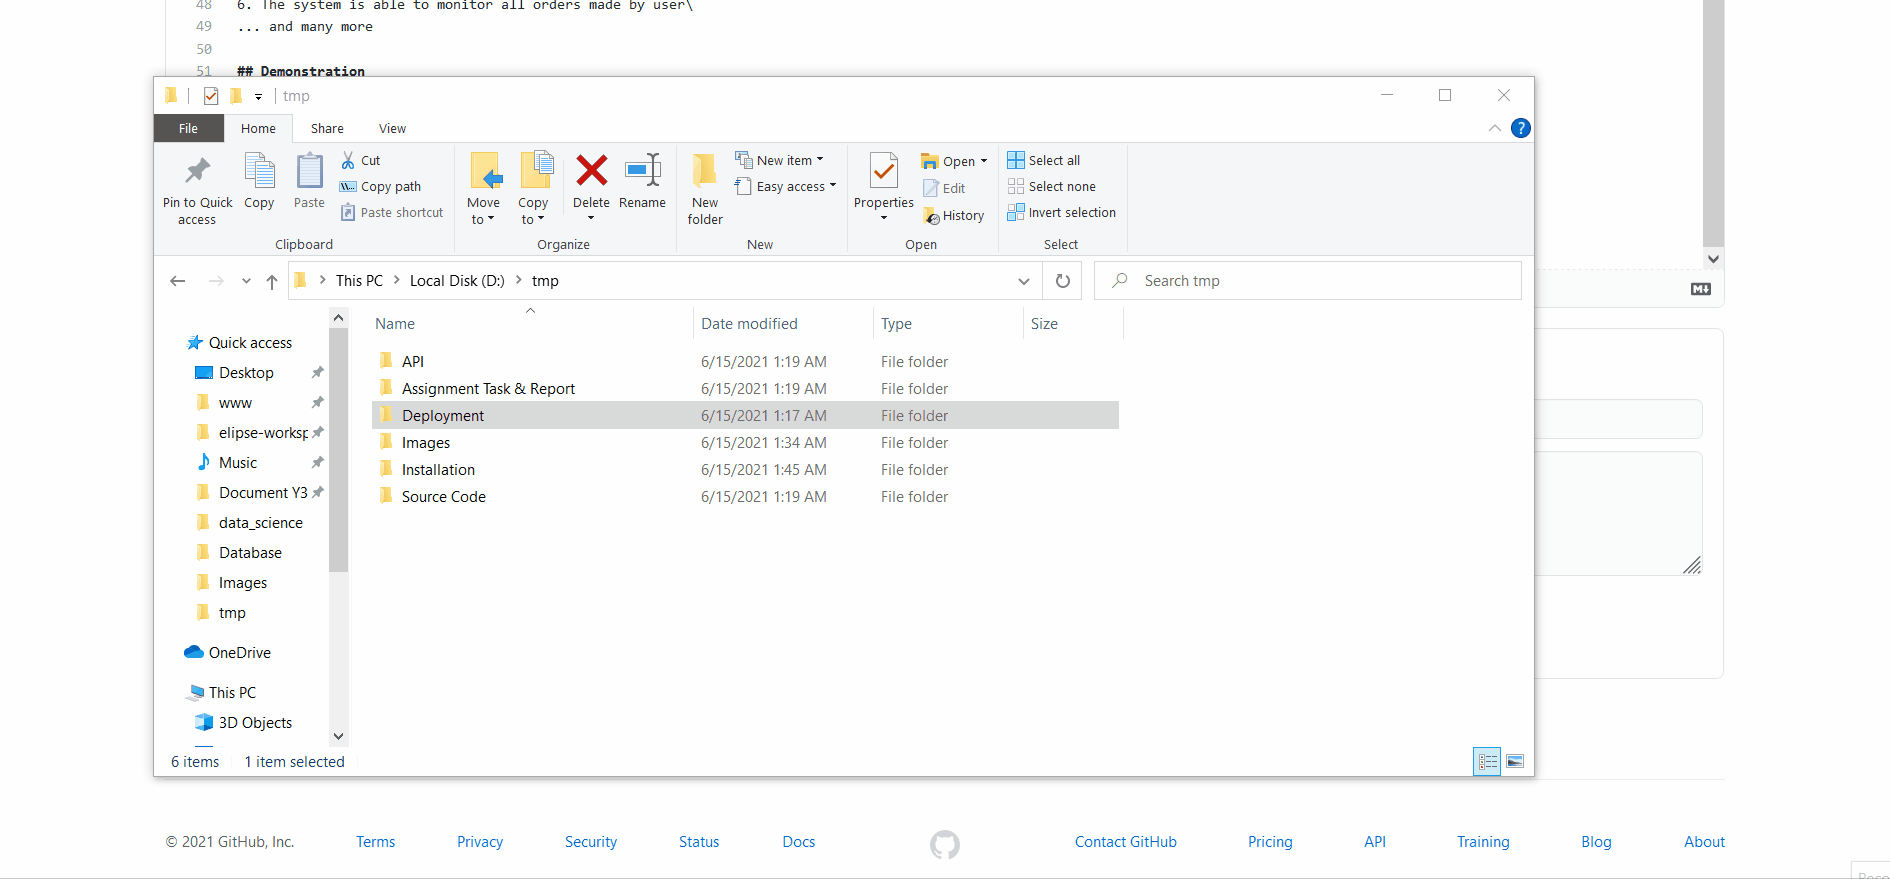 48 6. The system is able to monitor all orders made by user\
49 ... and many more
50
51 ## Demonstration
tmp
File Home Share View
Pin to Quick access
Copy
Paste
Cut
Copy path
Paste shortcut
Clipboard
Move to
Copy to
Delete
Rename
Organize
New folder
New item
Easy access
New
Properties
Open
Edit
History
Open
Select all
Select none
Invert selection
Select
This PC > Local Disk (D:) > tmp
Search tmp
Name Date modified Type Size
API 6/15/2021 1:19 AM File folder
Assignment Task & Report 6/15/2021 1:19 AM File folder
Deployment 6/15/2021 1:17 AM File folder
Images 6/15/2021 1:34 AM File folder
Installation 6/15/2021 1:45 AM File folder
Source Code 6/15/2021 1:19 AM File folder
Quick access
Desktop
www
elipse-worksp
Music
Document Y3
data_science
Database
Images
tmp
OneDrive
This PC
3D Objects
6 items 1 item selected
© 2021 GitHub, Inc. Terms Privacy Security Status Docs Contact GitHub Pricing API Training Blog About